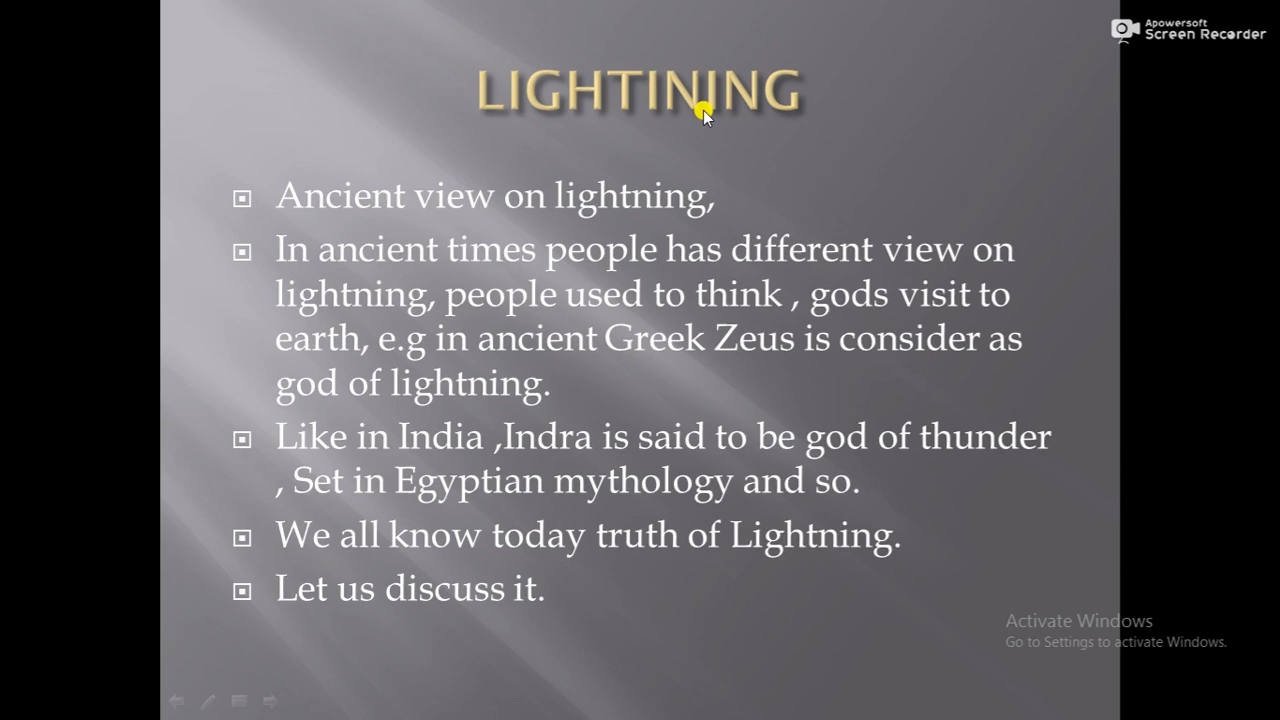 Apowersoft
Screen Recorder
LIGHTINING
Ancient view on lightning,
In ancient times people has different view on
lightning, people used to think , gods visit to
earth, e.g in ancient Greek Zeus is consider as
god of lightning.
Like in India ,Indra is said to be god of thunder
, Set in Egyptian mythology and so.
We all know today truth of Lightning.
Let us discuss it.
Activate Windows
Go to Settings to activate Windows.